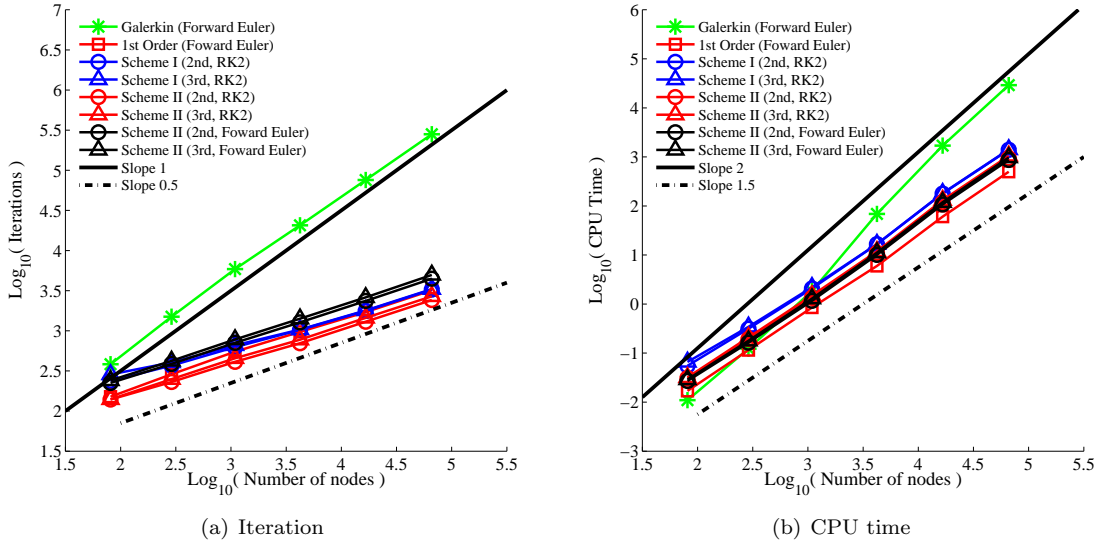 7
6.5
6
5.5
5
4.5
4
3.5
3
2.5
2
1.5
Log10( Iterations )
Galerkin (Forward Euler)
1st Order (Foward Euler)
Scheme I (2nd, RK2)
Scheme I (3rd, RK2)
Scheme II (2nd, RK2)
Scheme II (3rd, RK2)
Scheme II (2nd, Foward Euler)
Scheme II (3rd, Foward Euler)
Slope 1
Slope 0.5
1.5 2 2.5 3 3.5 4 4.5 5 5.5
Log10( Number of nodes )
(a) Iteration
6
5
4
3
2
1
0
−1
−2
−3
Log10( CPU Time )
Galerkin (Forward Euler)
1st Order (Foward Euler)
Scheme I (2nd, RK2)
Scheme I (3rd, RK2)
Scheme II (2nd, RK2)
Scheme II (3rd, RK2)
Scheme II (2nd, Foward Euler)
Scheme II (3rd, Foward Euler)
Slope 2
Slope 1.5
1.5 2 2.5 3 3.5 4 4.5 5 5.5
Log10( Number of nodes )
(b) CPU time